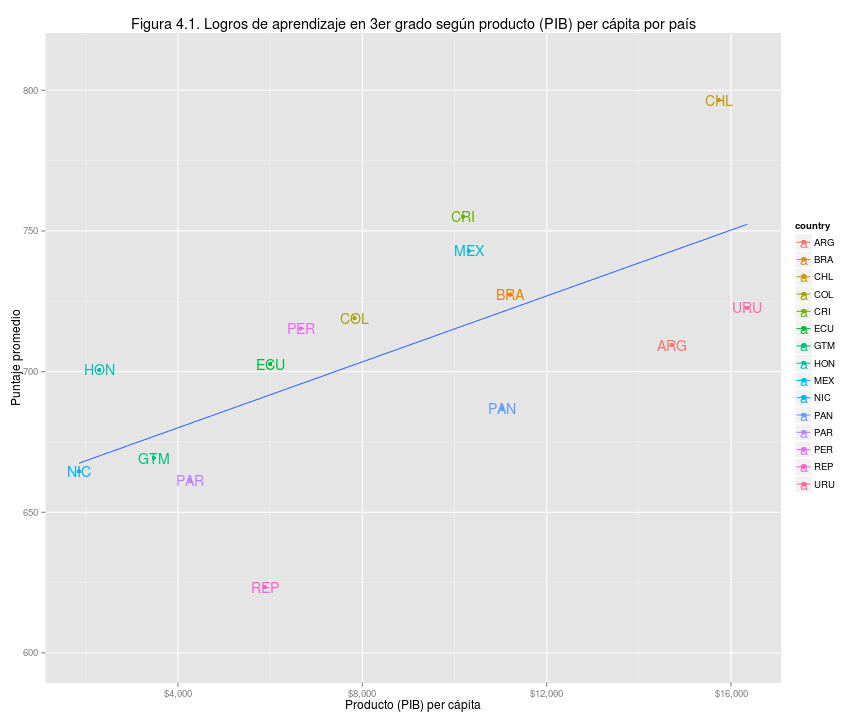 Figura 4.1. Logros de aprendizaje en 3er grado según producto (PIB) per cápita por país
800
750
700
650
600
Puntaje promedio
CHL
CRI
MEX
BRA
URU
COL
PER
ARG
ECU
HON
PAN
GTM
NIC
PAR
REP
$4,000
$8,000
$12,000
$16,000
Producto (PIB) per cápita
country
a ARG
a BRA
a CHL
a COL
a CRI
a ECU
a GTM
a HON
a MEX
a NIC
a PAN
a PAR
a PER
a REP
a URU